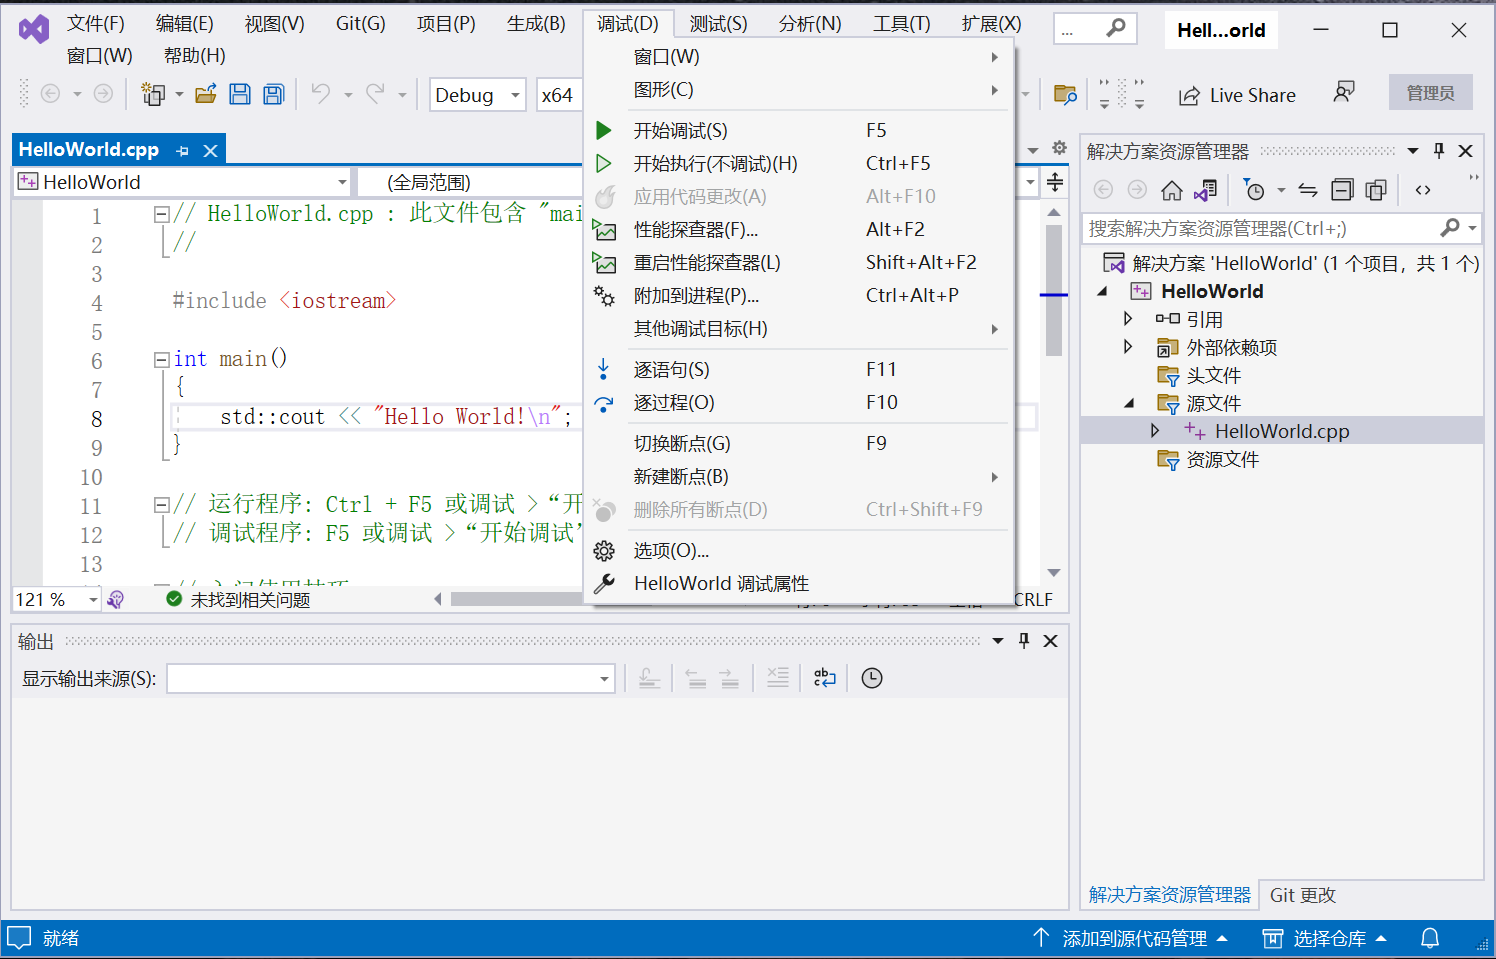 文件(F) 编辑(E) 视图(V) Git(G) 项目(P) 生成(B) 调试(D) 测试(S) 分析(N) 工具(T) 扩展(X) ... Hell...orld
窗口(W) 帮助(H)
Debug x64 Live Share 管理员
窗口(W)
图形(C)
开始调试(S) F5
开始执行(不调试)(H) Ctrl+F5
应用代码更改(A) Alt+F10
性能探查器(F)... Alt+F2
重启性能探查器(L) Shift+Alt+F2
附加到进程(P)... Ctrl+Alt+P
其他调试目标(H)
逐语句(S) F11
逐过程(O) F10
切换断点(G) F9
新建断点(B)
删除所有断点(D) Ctrl+Shift+F9
选项(O)...
HelloWorld 调试属性
HelloWorld.cpp
HelloWorld (全局范围)
1 // HelloWorld.cpp : 此文件包含 "mai
2 //
3
4 #include <iostream>
5
6 int main()
7 {
8 std::cout << "Hello World!\n";
9 }
10
11 // 运行程序: Ctrl + F5 或调试 >“开
12 // 调试程序: F5 或调试 >“开始调试”
13
121 % 未找到相关问题 CRLF
输出
显示输出来源(S):
解决方案资源管理器
搜索解决方案资源管理器(Ctrl+;)
解决方案 'HelloWorld' (1 个项目，共 1 个)
HelloWorld
引用
外部依赖项
头文件
源文件
HelloWorld.cpp
资源文件
解决方案资源管理器 Git 更改
就绪 添加到源代码管理 选择仓库